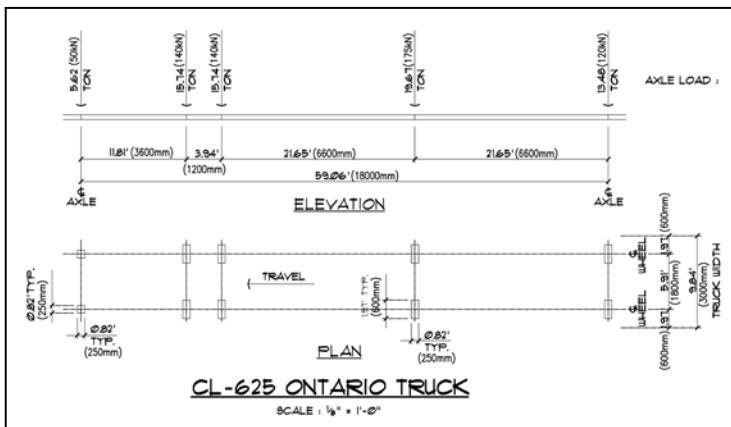 5.62 (50kN)
TON
15.74 (140kN)
TON
15.74 (140kN)
TON
19.67 (175kN)
TON
13.48 (120kN)
TON
AXLE LOAD :
11.81' (3600mm)
3.94'
(1200mm)
21.65' (6600mm)
21.65' (6600mm)
59.06' (18000mm)
AXLE
ELEVATION
AXLE
TRAVEL
0.82' TYP.
(250mm)
1.97' TYP.
(600mm)
WHEEL
WHEEL
1.97' (600mm)
5.91'
(1800mm)
1.97'
(600mm)
9.84'
(3000mm)
TRUCK WIDTH
0.82'
TYP.
(250mm)
0.82'
TYP.
(250mm)
PLAN
CL-625 ONTARIO TRUCK
SCALE : 1/8" = 1'-0"